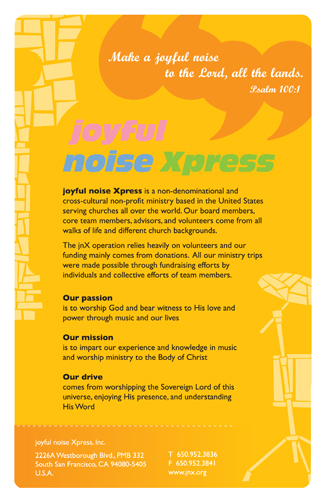 Make a joyful noise
to the Lord, all the lands.
Psalm 100:1
joyful
noise Xpress
joyful noise Xpress is a non-denominational and
cross-cultural non-profit ministry based in the United States
serving churches all over the world. Our board members,
core team members, advisors, and volunteers come from all
walks of life and different church backgrounds.
The jnX operation relies heavily on volunteers and our
funding mainly comes from donations. All our ministry trips
were made possible through fundraising efforts by
individuals and collective efforts of team members.
Our passion
is to worship God and bear witness to His love and
power through music and our lives
Our mission
is to impart our experience and knowledge in music
and worship ministry to the Body of Christ
Our drive
comes from worshipping the Sovereign Lord of this
universe, enjoying His presence, and understanding
His Word
joyful noise Xpress, Inc.
2226A Westborough Blvd., PMB 332
South San Francisco, CA 94080-5405
U.S.A.
T 650.952.3836
F 650.952.3841
www.jnx.org